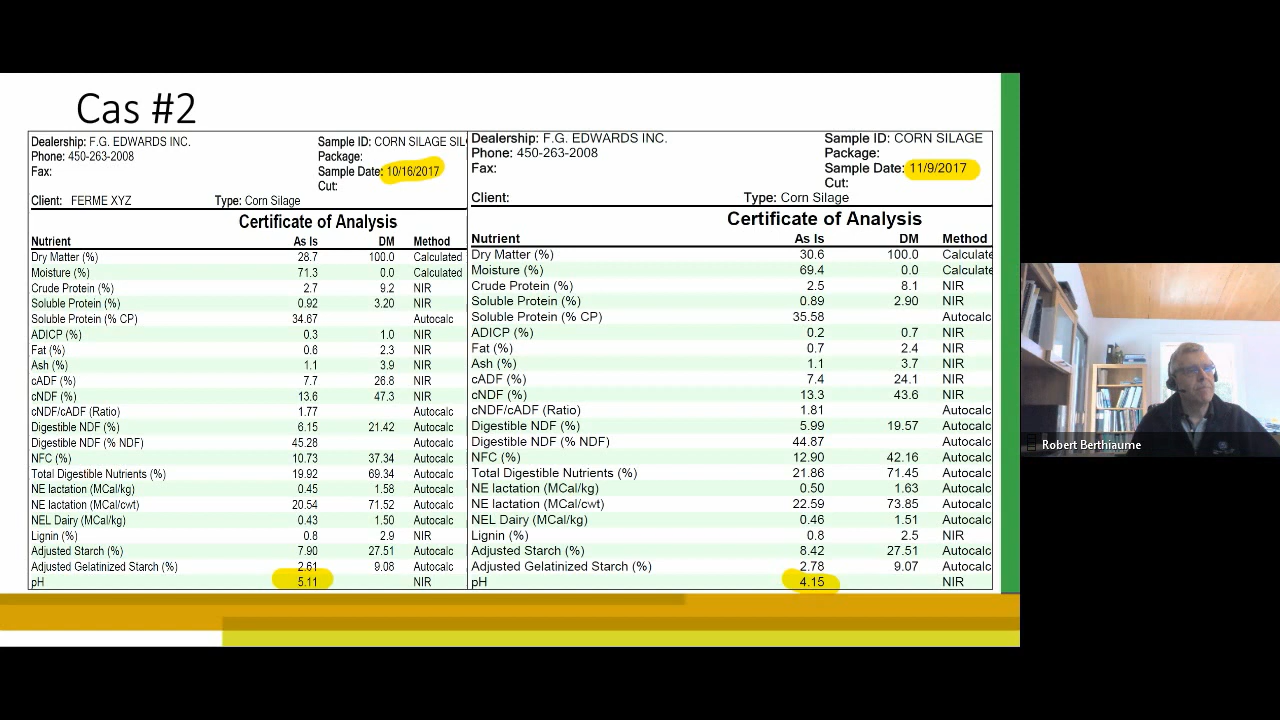 Cas #2
Dealership: F.G. EDWARDS INC.
Phone: 450-263-2008
Fax:
Sample ID: CORN SILAGE SIL
Package:
Sample Date: 10/16/2017
Cut:
Client: FERME XYZ
Type: Corn Silage
Certificate of Analysis
Nutrient As Is DM Method
Dry Matter (%) 28.7 100.0 Calculated
Moisture (%) 71.3 0.0 Calculated
Crude Protein (%) 2.7 9.2 NIR
Soluble Protein (%) 0.92 3.20 NIR
Soluble Protein (% CP) 34.67 Autocalc
ADICP (%) 0.3 1.0 NIR
Fat (%) 0.6 2.3 NIR
Ash (%) 1.1 3.9 NIR
cADF (%) 7.7 26.8 NIR
cNDF (%) 13.6 47.3 NIR
cNDF/cADF (Ratio) 1.77 Autocalc
Digestible NDF (%) 6.15 21.42 Autocalc
Digestible NDF (% NDF) 45.28 Autocalc
NFC (%) 10.73 37.34 Autocalc
Total Digestible Nutrients (%) 19.92 69.34 Autocalc
NE lactation (MCal/kg) 0.45 1.58 Autocalc
NE lactation (MCal/cwt) 20.54 71.52 Autocalc
NEL Dairy (MCal/kg) 0.43 1.50 Autocalc
Lignin (%) 0.8 2.9 NIR
Adjusted Starch (%) 7.90 27.51 Autocalc
Adjusted Gelatinized Starch (%) 2.61 9.08 Autocalc
pH 5.11 NIR
Dealership: F.G. EDWARDS INC.
Phone: 450-263-2008
Fax:
Sample ID: CORN SILAGE
Package:
Sample Date: 11/9/2017
Cut:
Client:
Type: Corn Silage
Certificate of Analysis
Nutrient As Is DM Method
Dry Matter (%) 30.6 100.0 Calculate
Moisture (%) 69.4 0.0 Calculate
Crude Protein (%) 2.5 8.1 NIR
Soluble Protein (%) 0.89 2.90 NIR
Soluble Protein (% CP) 35.58 Autocalc
ADICP (%) 0.2 0.7 NIR
Fat (%) 0.7 2.4 NIR
Ash (%) 1.1 3.7 NIR
cADF (%) 7.4 24.1 NIR
cNDF (%) 13.3 43.6 NIR
cNDF/cADF (Ratio) 1.81 Autocalc
Digestible NDF (%) 5.99 19.57 Autocalc
Digestible NDF (% NDF) 44.87 Autocalc
NFC (%) 12.90 42.16 Autocalc
Total Digestible Nutrients (%) 21.86 71.45 Autocalc
NE lactation (MCal/kg) 0.50 1.63 Autocalc
NE lactation (MCal/cwt) 22.59 73.85 Autocalc
NEL Dairy (MCal/kg) 0.46 1.51 Autocalc
Lignin (%) 0.8 2.5 NIR
Adjusted Starch (%) 8.42 27.51 Autocalc
Adjusted Gelatinized Starch (%) 2.78 9.07 Autocalc
pH 4.15 NIR
Robert Berthiaume